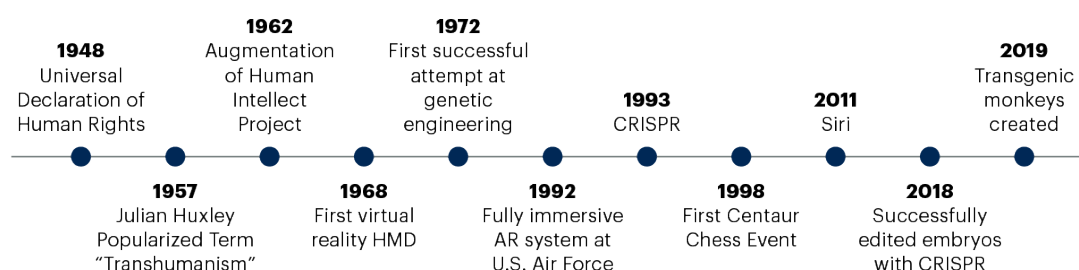 1948
Universal
Declaration of
Human Rights
1957
Julian Huxley
Popularized Term
"Transhumanism"
1962
Augmentation
of Human
Intellect
Project
1968
First virtual
reality HMD
1972
First successful
attempt at
genetic
engineering
1992
Fully immersive
AR system at
U.S. Air Force
1993
CRISPR
1998
First Centaur
Chess Event
2011
Siri
2018
Successfully
edited embryos
with CRISPR
2019
Transgenic
monkeys
created